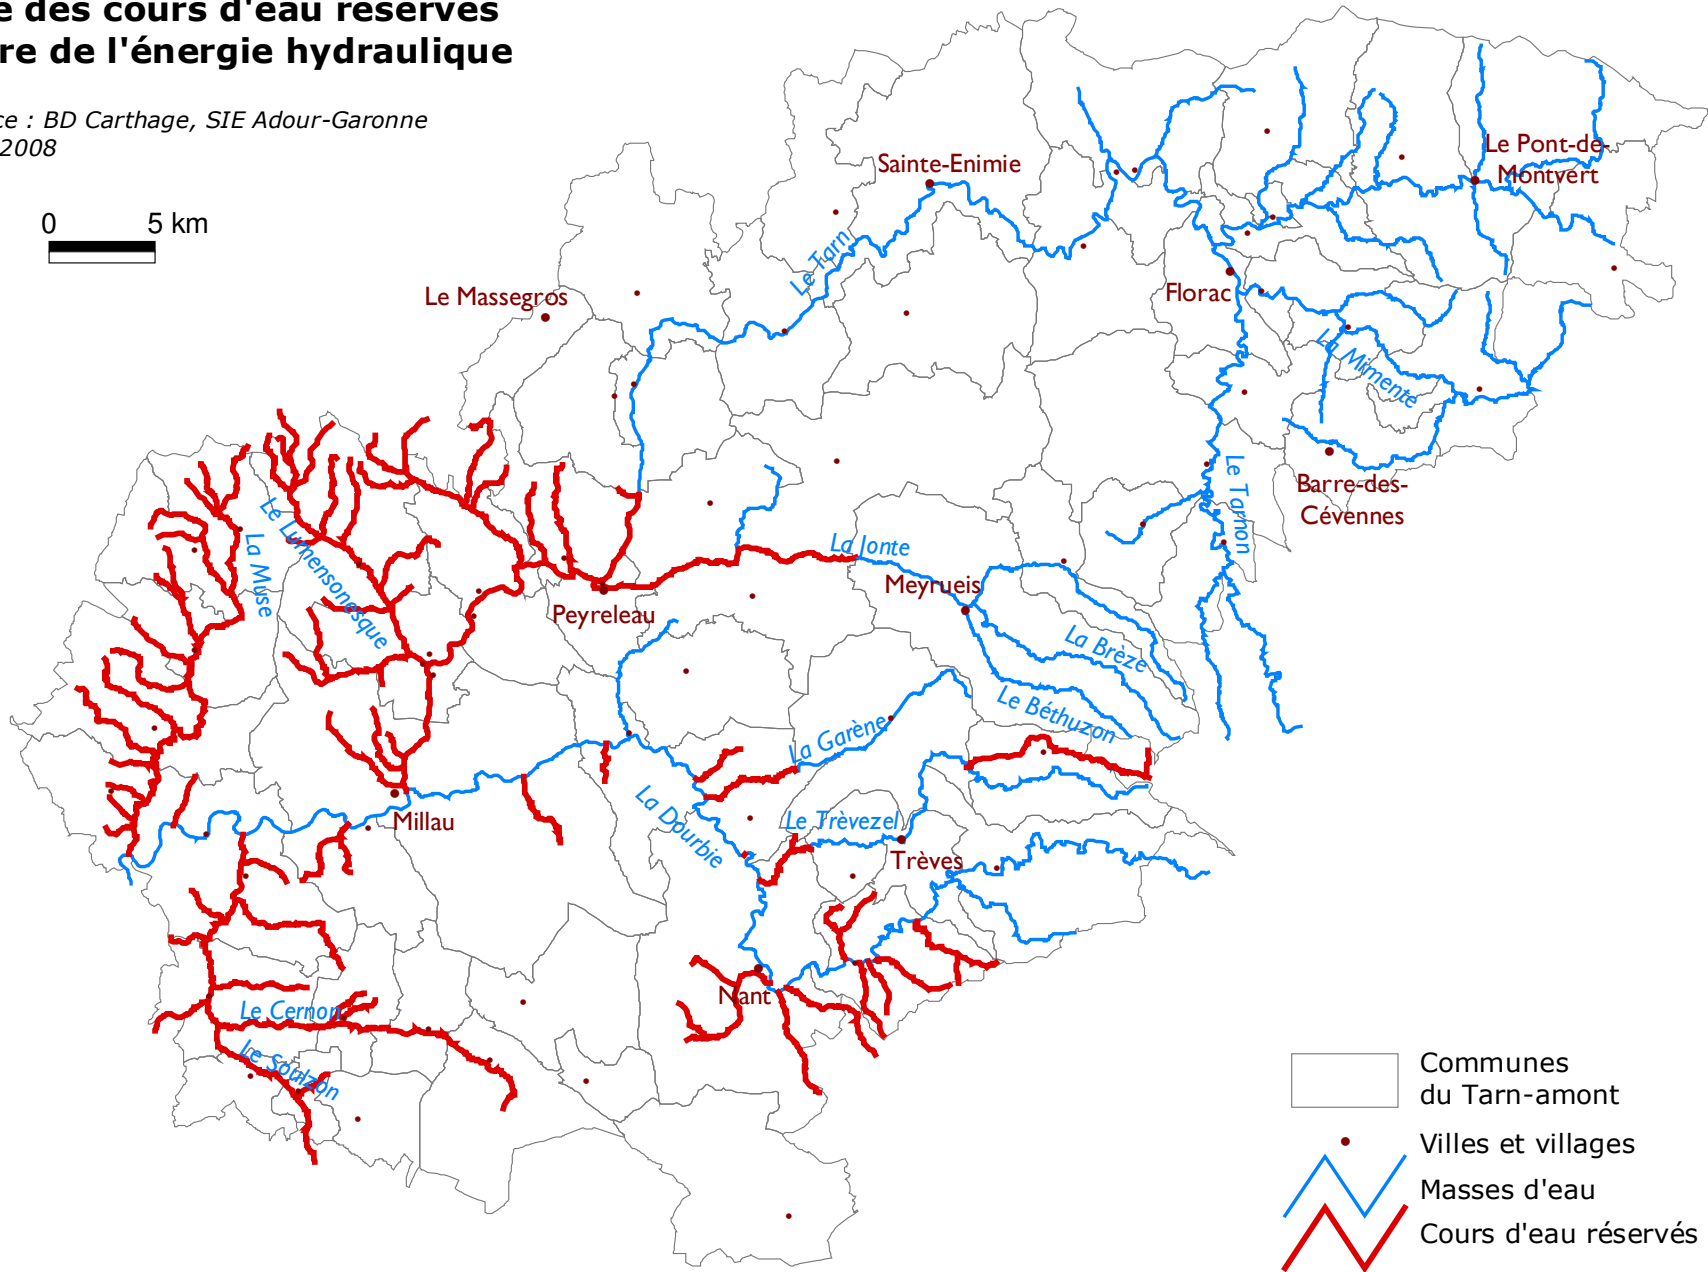 des cours d'eau réservés
de l'énergie hydraulique
: BD Carthage, SIE Adour-Garonne
2008
0 5 km
Sainte-Enimie
Le Pont-de-
Montvert
Le Tarn
Le Massegros
Florac
La Mimente
Barre-des-
Cévennes
Le Tarnon
La Muse
Le Lumensonesque
La Jonte
Meyrueis
Peyreleau
La Brèze
Le Béthuzon
La Garène
La Dourbie
Le Trèvezel
Trèves
Millau
Nant
Le Cernon
Le Soulzon
Communes
du Tarn-amont
Villes et villages
Masses d'eau
Cours d'eau réservés